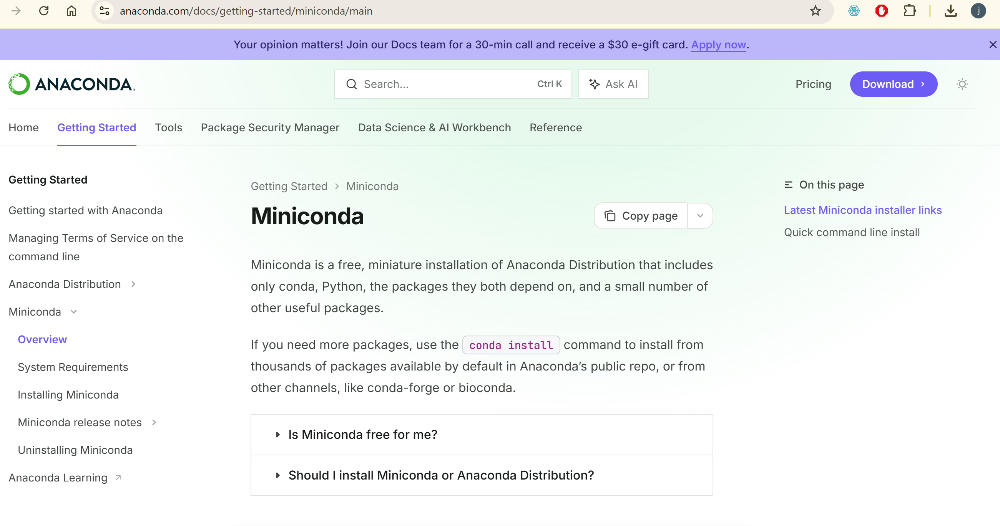 anaconda.com/docs/getting-started/miniconda/main
j
Your opinion matters! Join our Docs team for a 30-min call and receive a $30 e-gift card. Apply now.
ANACONDA.
Search...
Ctrl K
Ask AI
Pricing
Download
Home
Getting Started
Tools
Package Security Manager
Data Science & AI Workbench
Reference
Getting Started
Getting started with Anaconda
Managing Terms of Service on the
command line
Anaconda Distribution
Miniconda
Overview
System Requirements
Installing Miniconda
Miniconda release notes
Uninstalling Miniconda
Anaconda Learning
Getting Started > Miniconda
Miniconda
Copy page
Miniconda is a free, miniature installation of Anaconda Distribution that includes
only conda, Python, the packages they both depend on, and a small number of
other useful packages.
If you need more packages, use the conda install command to install from
thousands of packages available by default in Anaconda’s public repo, or from
other channels, like conda-forge or bioconda.
Is Miniconda free for me?
Should I install Miniconda or Anaconda Distribution?
On this page
Latest Miniconda installer links
Quick command line install